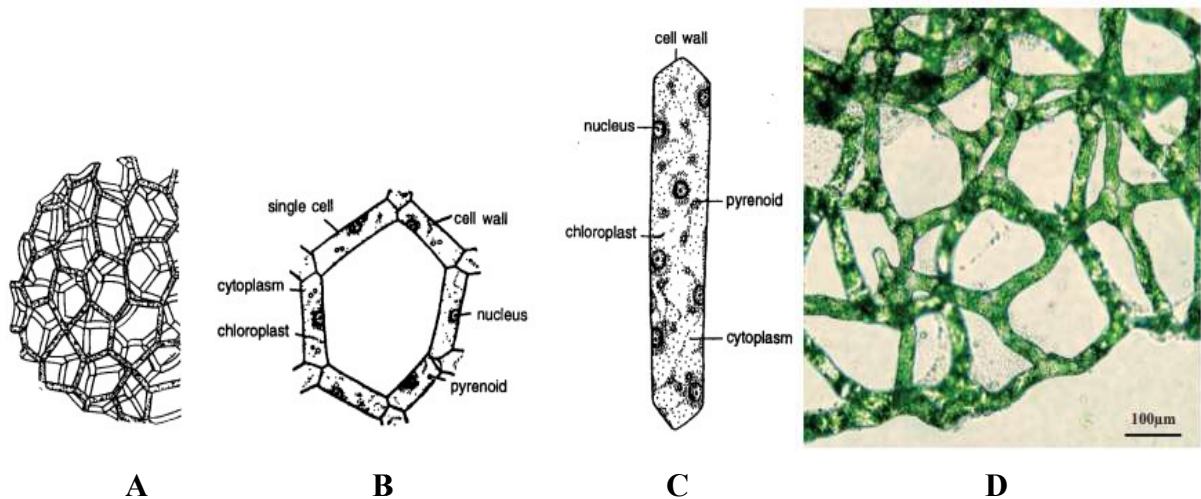 single cell
cell wall
cytoplasm
chloroplast
nucleus
pyrenoid
cell wall
nucleus
pyrenoid
chloroplast
cytoplasm
100µm
A
B
C
D